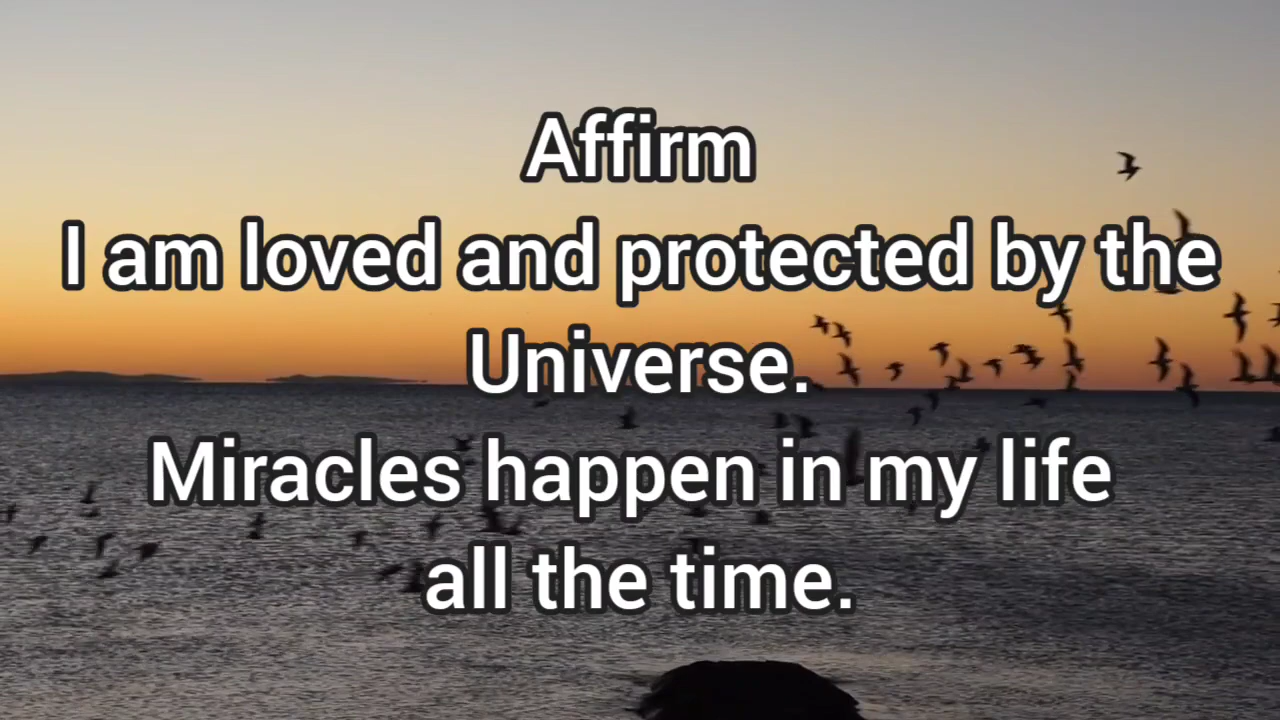 Affirm
I am loved and protected by the
Universe.
Miracles happen in my life
all the time.